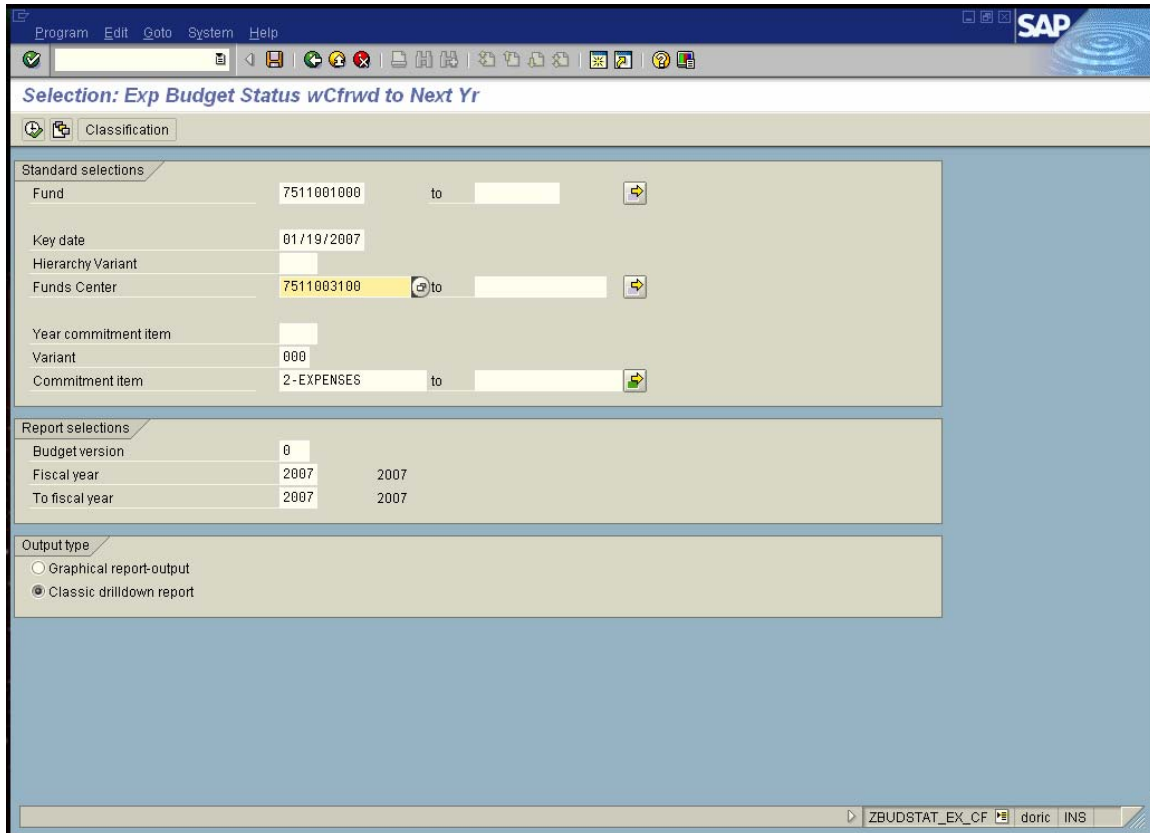 Program Edit Goto System Help
SAP
Selection: Exp Budget Status wCfrwd to Next Yr
Classification
Standard selections
Fund 7511001000 to
Key date 01/19/2007
Hierarchy Variant
Funds Center 7511003100 to
Year commitment item
Variant 000
Commitment item 2-EXPENSES to
Report selections
Budget version 0
Fiscal year 2007 2007
To fiscal year 2007 2007
Output type
Graphical report-output
Classic drilldown report
ZBUDSTAT_EX_CF doric INS